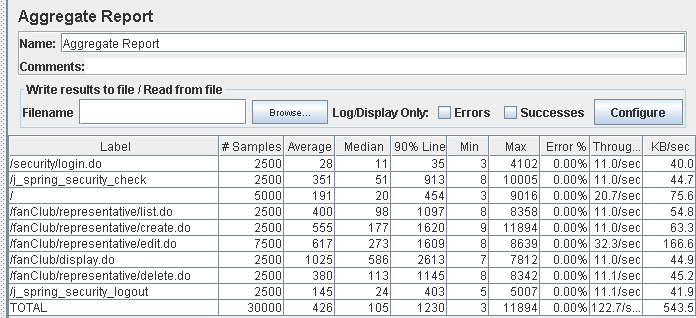 Aggregate Report
Name: Aggregate Report
Comments:
Write results to file / Read from file
Filename Browse... Log/Display Only: Errors Successes Configure
Label # Samples Average Median 90% Line Min Max Error % Throug... KB/sec
/security/login.do 2500 28 11 35 3 4102 0.00% 11.0/sec 40.0
/j_spring_security_check 2500 351 51 913 8 10005 0.00% 11.0/sec 44.7
/ 5000 191 20 454 3 9016 0.00% 20.7/sec 75.6
/fanClub/representative/list.do 2500 400 98 1097 8 8358 0.00% 11.0/sec 54.8
/fanClub/representative/create.do 2500 555 177 1620 9 11894 0.00% 11.0/sec 63.3
/fanClub/representative/edit.do 7500 617 273 1609 8 8639 0.00% 32.3/sec 166.6
/fanClub/display.do 2500 1025 586 2613 7 7812 0.00% 11.0/sec 44.9
/fanClub/representative/delete.do 2500 380 113 1145 8 8342 0.00% 11.1/sec 45.2
/j_spring_security_logout 2500 145 24 403 5 5007 0.00% 11.1/sec 41.9
TOTAL 30000 426 105 1230 3 11894 0.00% 122.7/s... 543.5